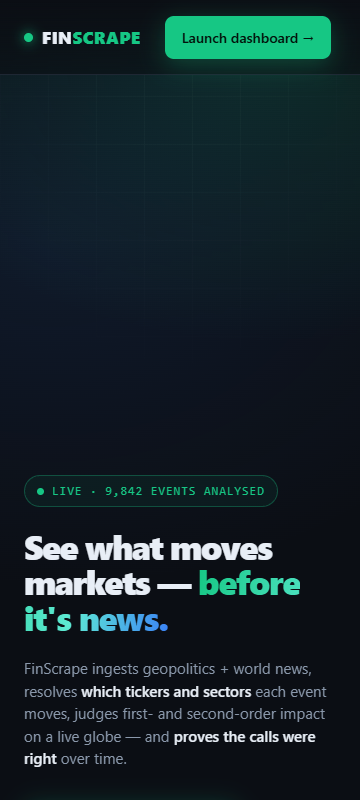 FINSCRAPE
Launch dashboard →
LIVE · 9,842 EVENTS ANALYSED
See what moves
markets — before
it's news.
FinScrape ingests geopolitics + world news,
resolves which tickers and sectors each event
moves, judges first- and second-order impact
on a live globe — and proves the calls were
right over time.